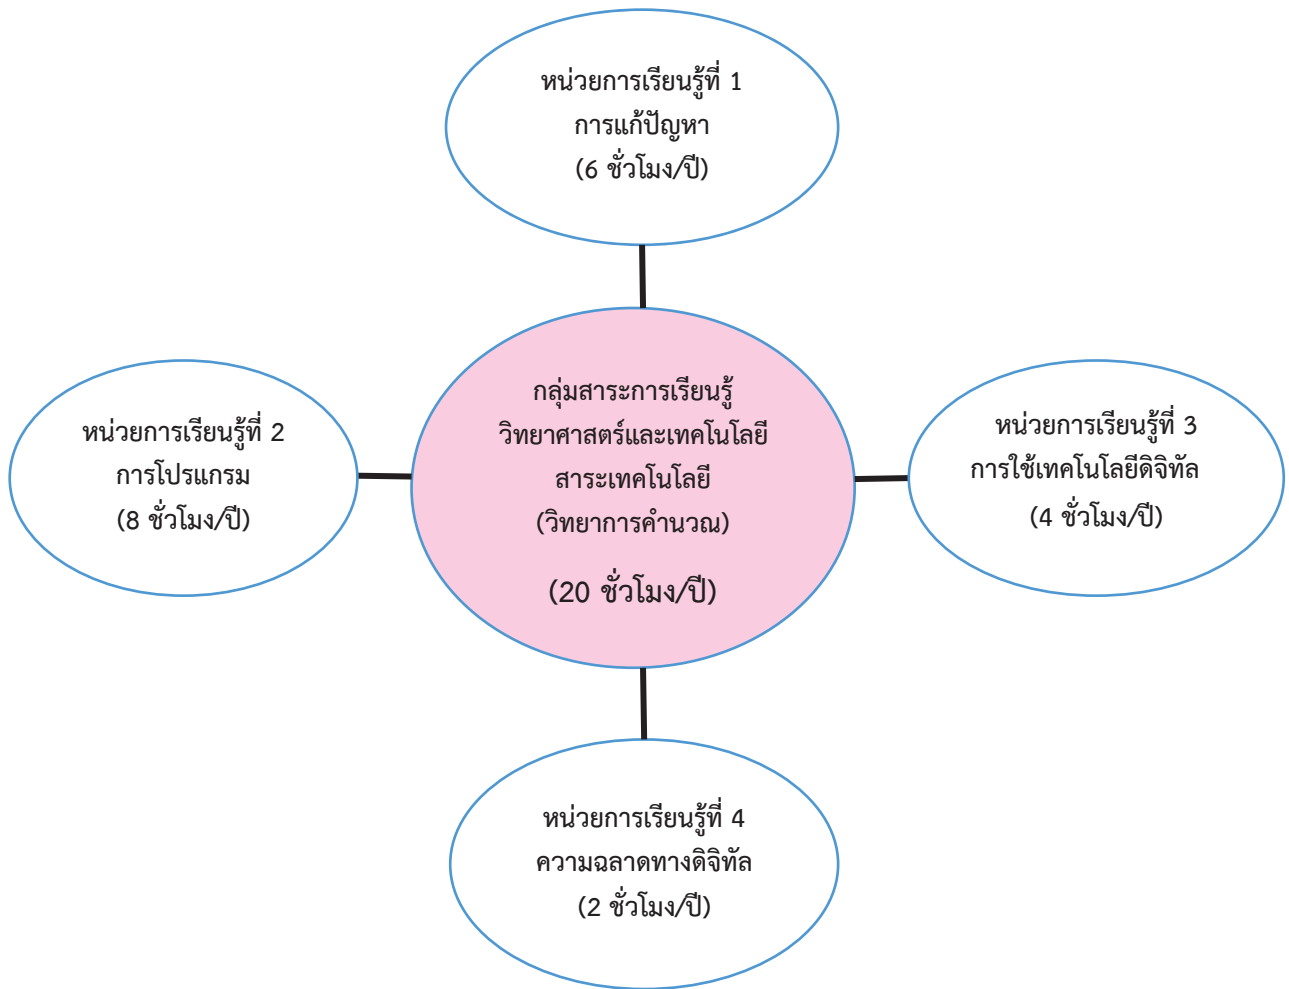 หน่วยการเรียนรู้ที่ 1
การแก้ปัญหา
(6 ชั่วโมง/ปี)
หน่วยการเรียนรู้ที่ 2
การโปรแกรม
(8 ชั่วโมง/ปี)
กลุ่มสาระการเรียนรู้
วิทยาศาสตร์และเทคโนโลยี
สาระเทคโนโลยี
(วิทยาการคำนวณ)
(20 ชั่วโมง/ปี)
หน่วยการเรียนรู้ที่ 3
การใช้เทคโนโลยีดิจิทัล
(4 ชั่วโมง/ปี)
หน่วยการเรียนรู้ที่ 4
ความฉลาดทางดิจิทัล
(2 ชั่วโมง/ปี)